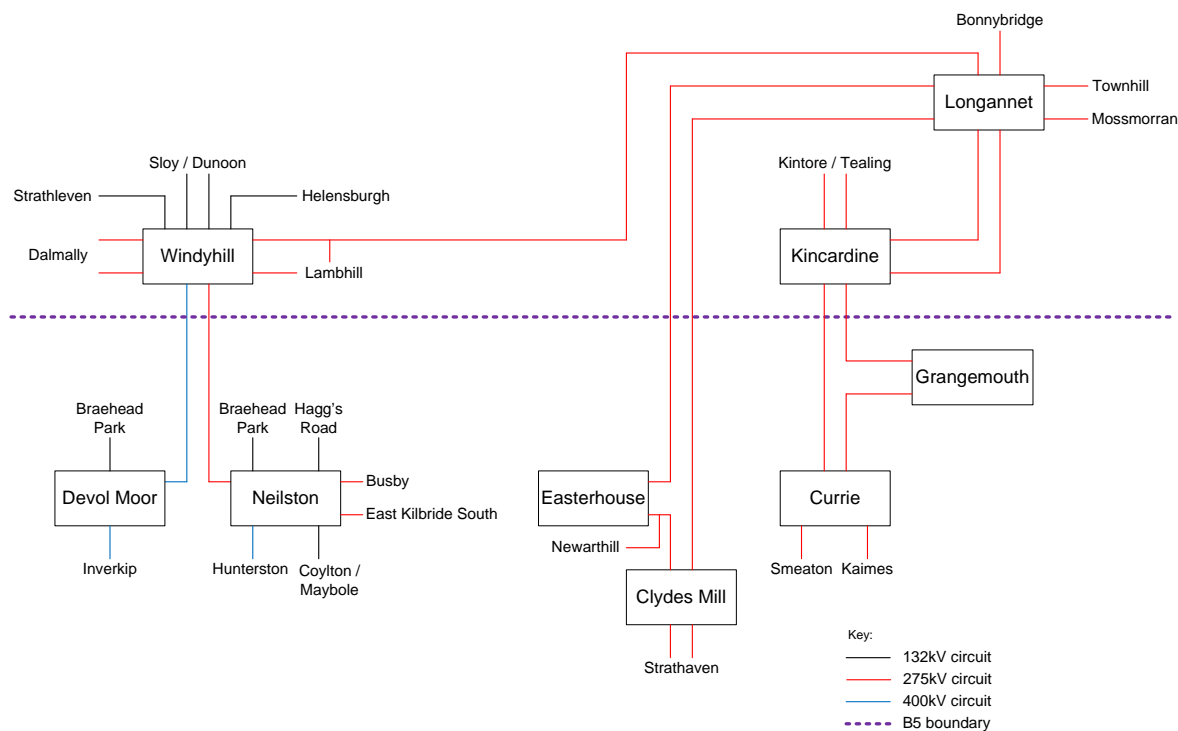 Bonnybridge
Longannet
Townhill
Mossmorran
Sloy / Dunoon
Kintore / Tealing
Strathleven
Helensburgh
Dalmally
Windyhill
Lambhill
Kincardine
Grangemouth
Braehead
Park
Braehead
Park
Hagg's
Road
Devol Moor
Neilston
Busby
East Kilbride South
Easterhouse
Currie
Newarthill
Inverkip
Hunterston
Coylton /
Maybole
Smeaton
Kaimes
Clydes Mill
Strathaven
Key:
132kV circuit
275kV circuit
400kV circuit
B5 boundary